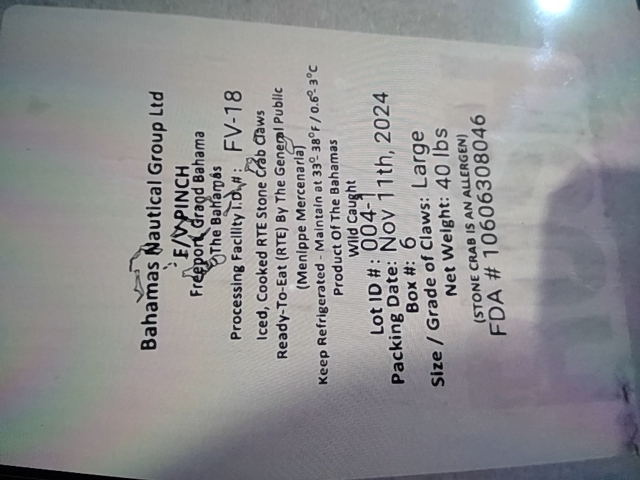 Bahamas Nautical Group Ltd
F/V PINCH
Freeport, Grand Bahama
The Bahamas
Processing Facility I.D. #: FV-18
Iced, Cooked RTE Stone Crab Claws
Ready-To-Eat (RTE) By The General Public
(Menippe Mercenaria)
Keep Refrigerated - Maintain at 33°- 38°F / 0.6°- 3°C
Product Of The Bahamas
Wild Caught
Lot ID #: 004-1
Packing Date: Nov 11th, 2024
Box #: 6
Size / Grade of Claws: Large
Net Weight: 40 lbs
(STONE CRAB IS AN ALLERGEN)
FDA # 10606308046